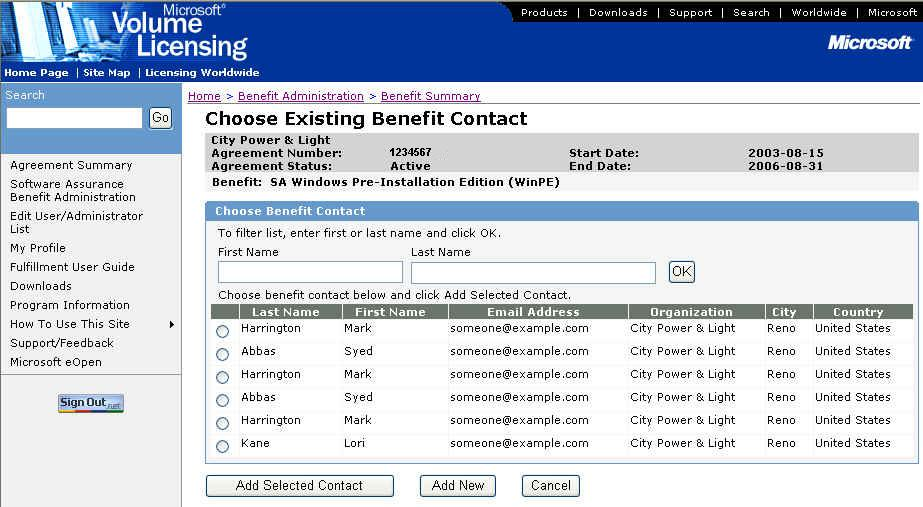 Microsoft®
Volume
Licensing
Products | Downloads | Support | Search | Worldwide | Microsoft
Microsoft
Home Page | Site Map | Licensing Worldwide
Search
Go
Agreement Summary
Software Assurance
Benefit Administration
Edit User/Administrator
List
My Profile
Fulfillment User Guide
Downloads
Program Information
How To Use This Site
Support/Feedback
Microsoft eOpen
Sign Out .net
Home > Benefit Administration > Benefit Summary
Choose Existing Benefit Contact
City Power & Light
Agreement Number: 1234567 Start Date: 2003-08-15
Agreement Status: Active End Date: 2006-08-31
Benefit: SA Windows Pre-Installation Edition (WinPE)
Choose Benefit Contact
To filter list, enter first or last name and click OK.
First Name Last Name
OK
Choose benefit contact below and click Add Selected Contact.
Last Name First Name Email Address Organization City Country
Harrington Mark someone@example.com City Power & Light Reno United States
Abbas Syed someone@example.com City Power & Light Reno United States
Harrington Mark someone@example.com City Power & Light Reno United States
Abbas Syed someone@example.com City Power & Light Reno United States
Harrington Mark someone@example.com City Power & Light Reno United States
Kane Lori someone@example.com City Power & Light Reno United States
Add Selected Contact Add New Cancel